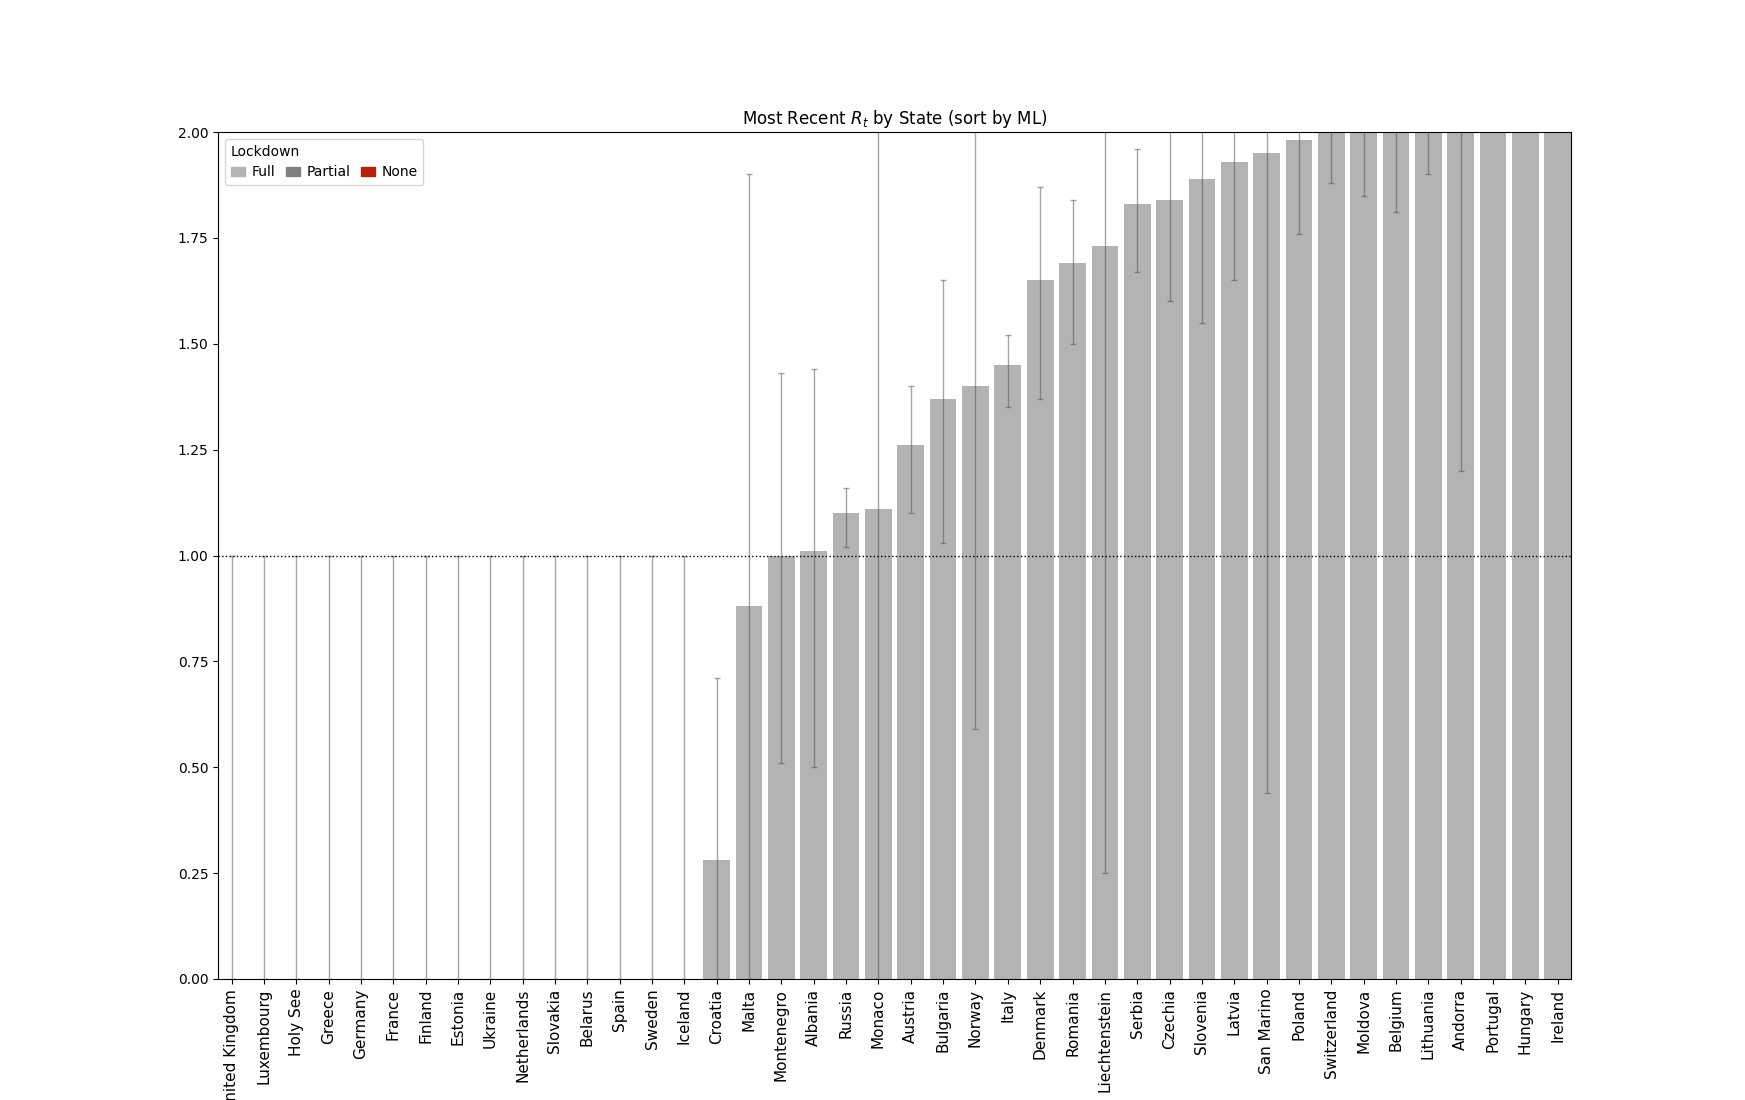 Most Recent R_t by State (sort by ML)
Lockdown
Full Partial None
2.00
1.75
1.50
1.25
1.00
0.75
0.50
0.25
0.00
nited Kingdom
Luxembourg
Holy See
Greece
Germany
France
Finland
Estonia
Ukraine
Netherlands
Slovakia
Belarus
Spain
Sweden
Iceland
Croatia
Malta
Montenegro
Albania
Russia
Monaco
Austria
Bulgaria
Norway
Italy
Denmark
Romania
Liechtenstein
Serbia
Czechia
Slovenia
Latvia
San Marino
Poland
Switzerland
Moldova
Belgium
Lithuania
Andorra
Portugal
Hungary
Ireland